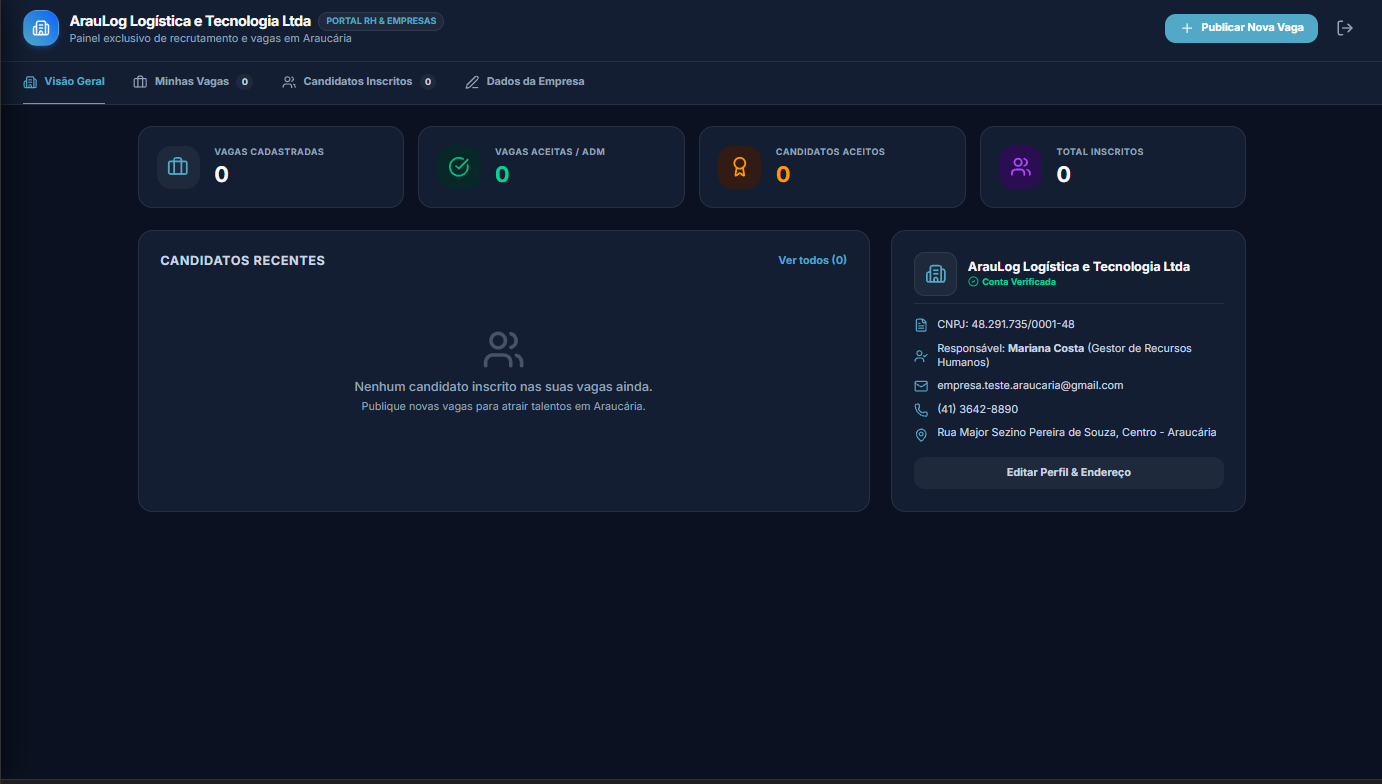 ArauLog Logística e Tecnologia Ltda PORTAL RH & EMPRESAS
Painel exclusivo de recrutamento e vagas em Araucária
Publicar Nova Vaga
Visão Geral
Minhas Vagas 0
Candidatos Inscritos 0
Dados da Empresa
VAGAS CADASTRADAS
0
VAGAS ACEITAS / ADM
0
CANDIDATOS ACEITOS
0
TOTAL INSCRITOS
0
CANDIDATOS RECENTES
Ver todos (0)
Nenhum candidato inscrito nas suas vagas ainda.
Publique novas vagas para atrair talentos em Araucária.
ArauLog Logística e Tecnologia Ltda
Conta Verificada
CNPJ: 48.291.735/0001-48
Responsável: Mariana Costa (Gestor de Recursos
Humanos)
empresa.teste.araucaria@gmail.com
(41) 3642-8890
Rua Major Sezino Pereira de Souza, Centro - Araucária
Editar Perfil & Endereço